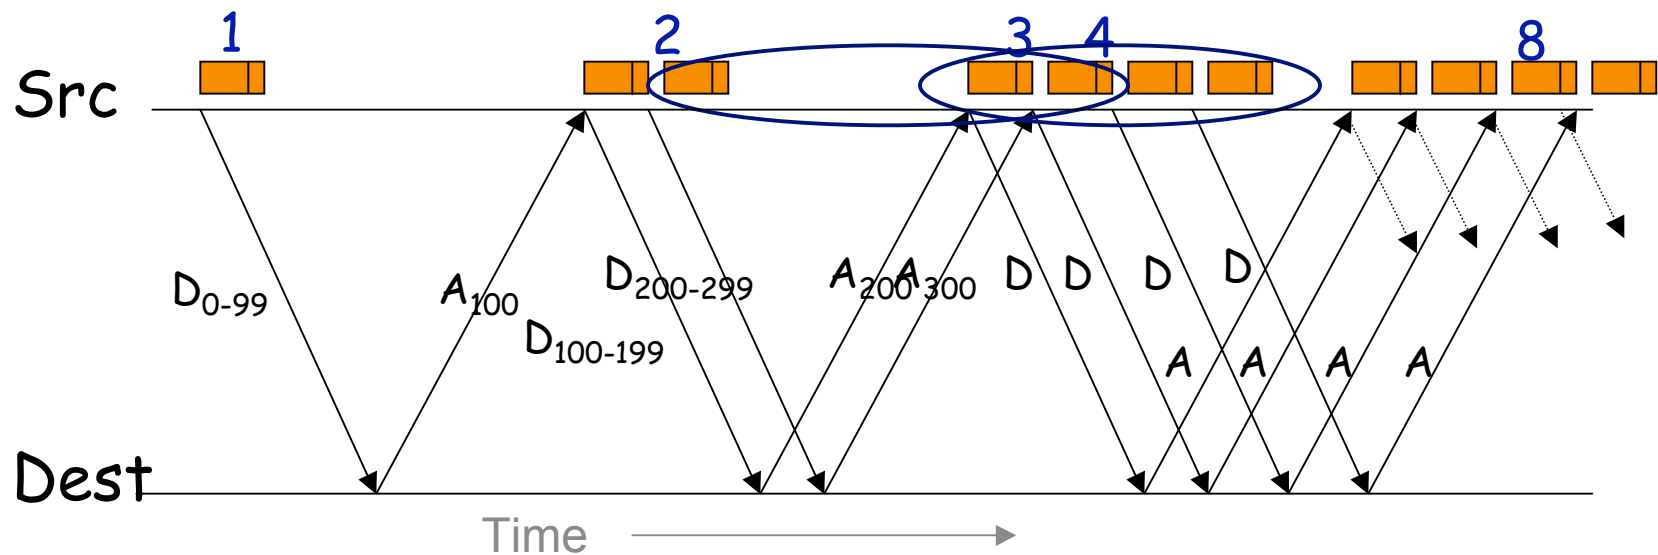 1 2 3 4 8
Src
D0-99 A100 D200-299 A200 A300 D D D D
D100-199 A A A A
Dest
Time